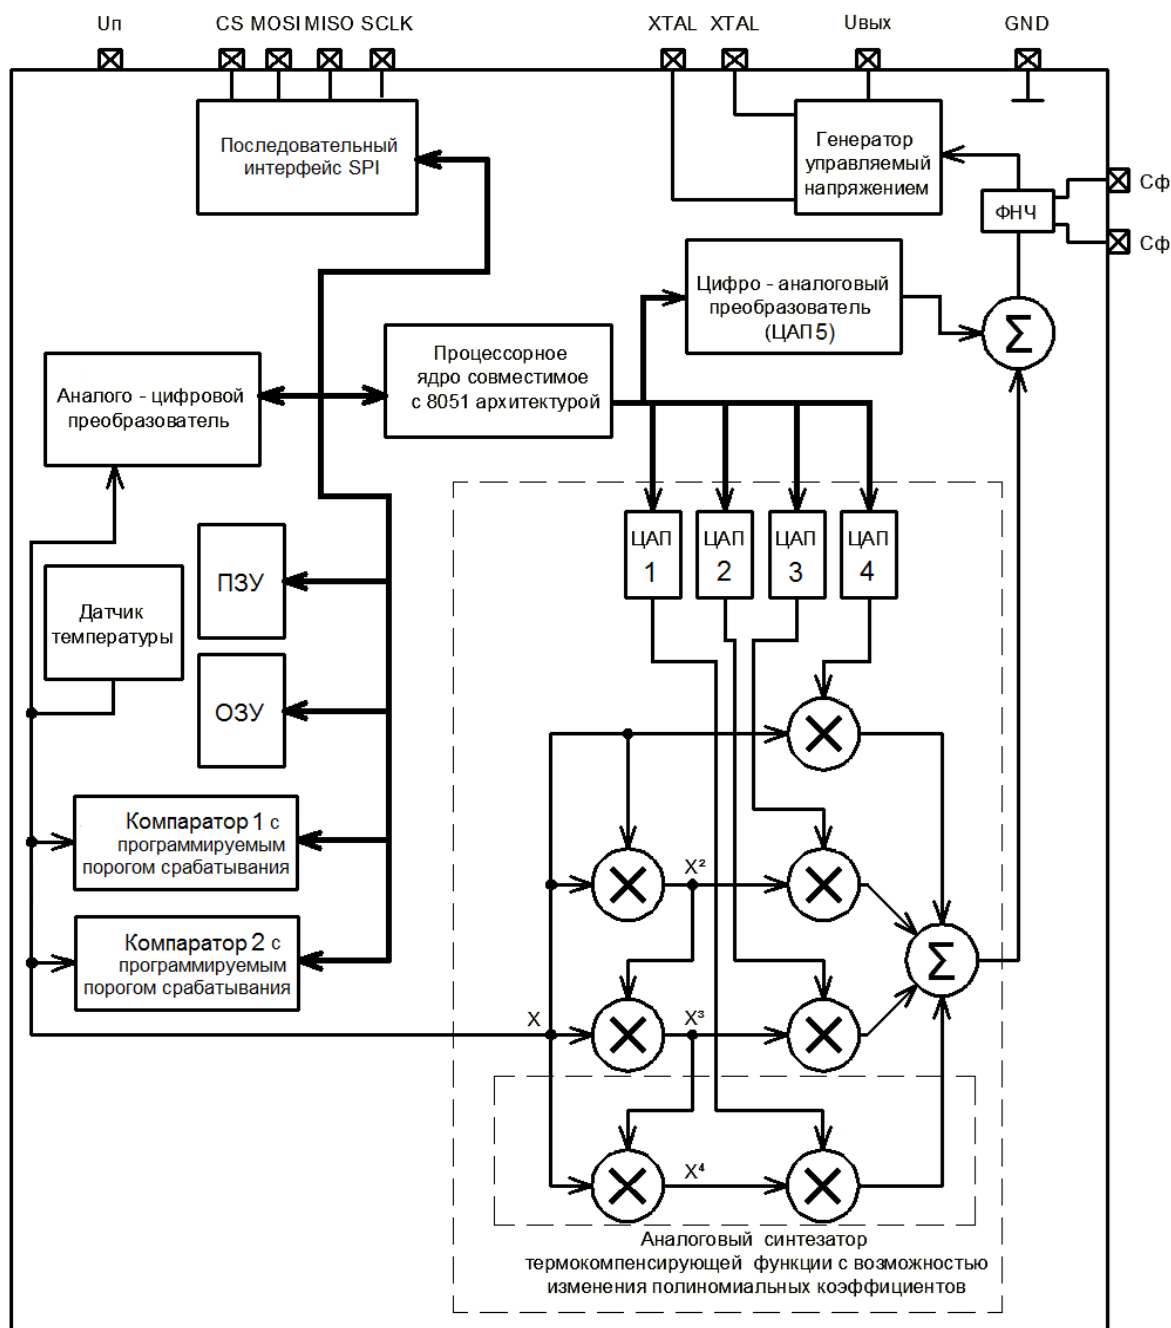 Uп
CS MOSI MISO SCLK
XTAL XTAL
Uвых
GND
Последовательный
интерфейс SPI
Генератор
управляемый
напряжением
Сф
ФНЧ
Сф
Цифро - аналоговый
преобразователь
(ЦАП 5)
Σ
Процессорное
ядро совместимое
с 8051 архитектурой
Аналого - цифровой
преобразователь
ЦАП
1
ЦАП
2
ЦАП
3
ЦАП
4
ПЗУ
Датчик
температуры
ОЗУ
Компаратор 1 с
программируемым
порогом срабатывания
Компаратор 2 с
программируемым
порогом срабатывания
X²
Σ
X
X³
X⁴
Аналоговый синтезатор
термокомпенсирующей функции с возможностью
изменения полиномиальных коэффициентов